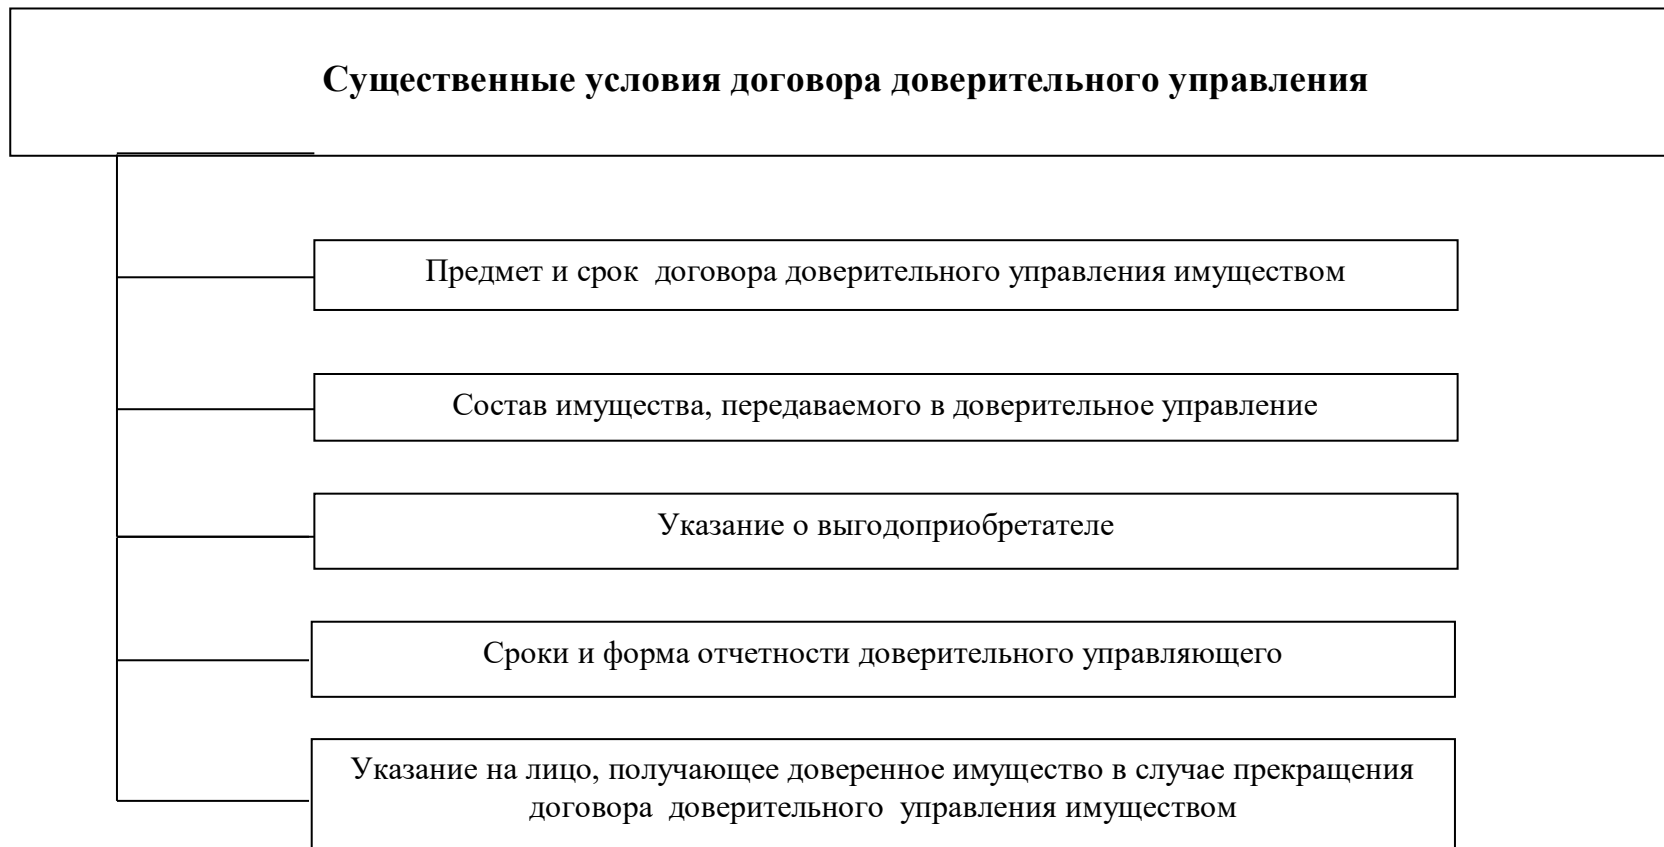 Существенные условия договора доверительного управления
Предмет и срок  договора доверительного управления имуществом
Состав имущества, передаваемого в доверительное управление
Указание о выгодоприобретателе
Сроки и форма отчетности доверительного управляющего
Указание на лицо, получающее доверенное имущество в случае прекращения
договора  доверительного  управления имуществом